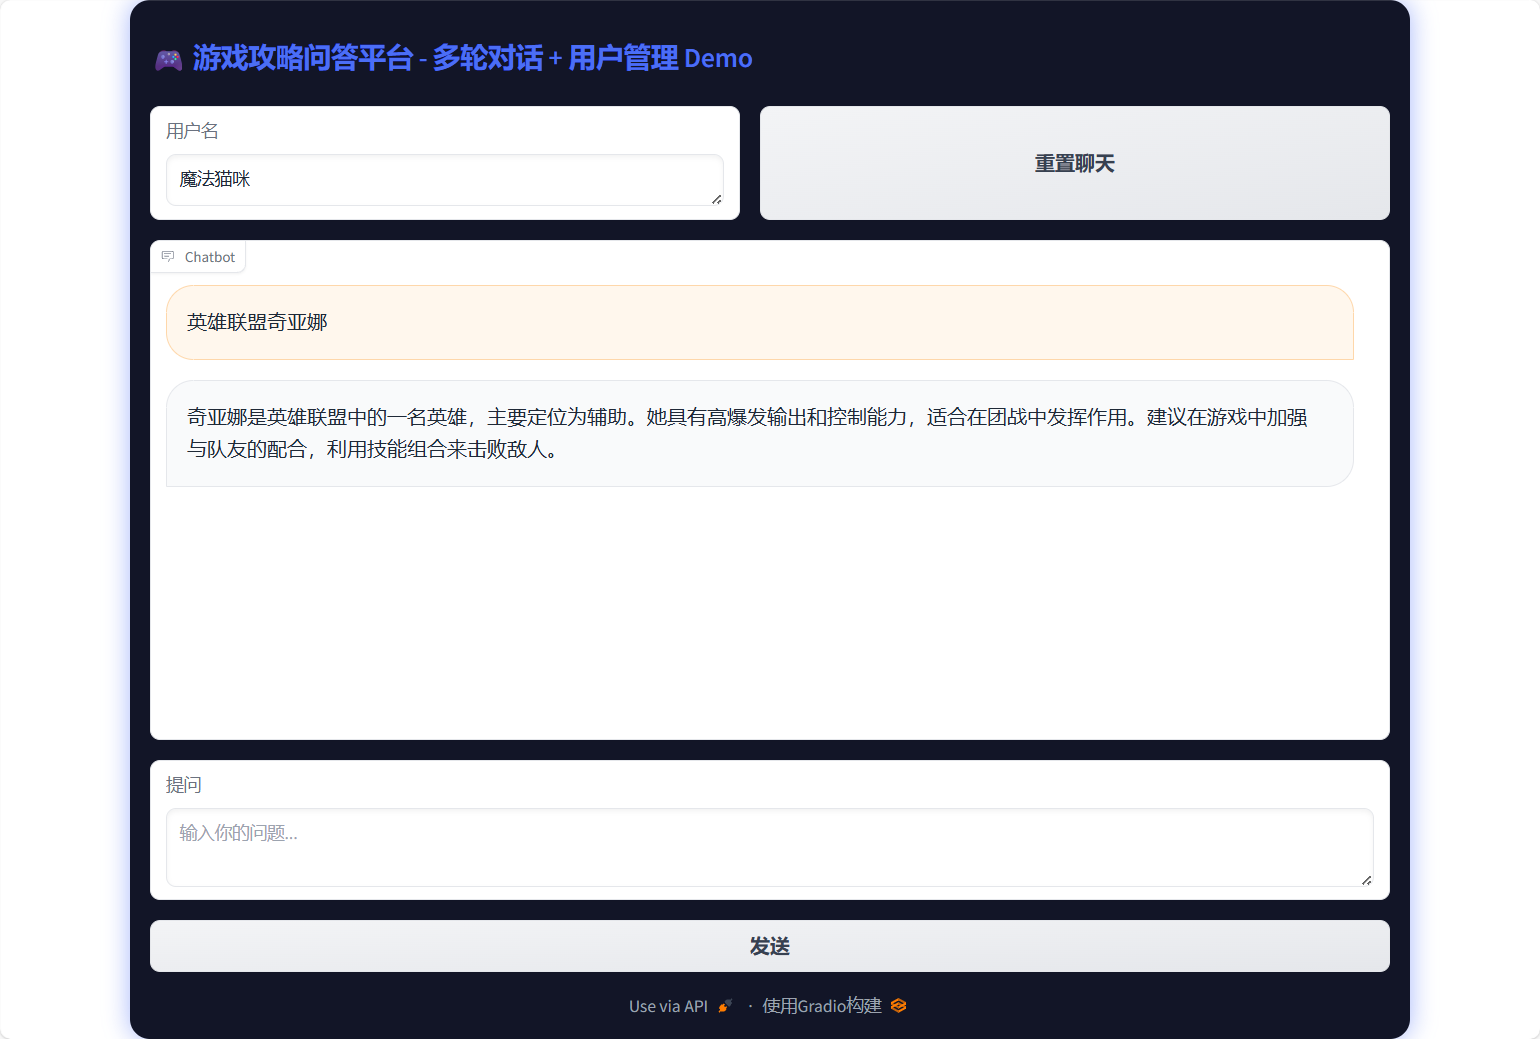 游戏攻略问答平台 - 多轮对话 + 用户管理 Demo
用户名
魔法猫咪
重置聊天
Chatbot
英雄联盟奇亚娜
奇亚娜是英雄联盟中的一名英雄，主要定位为辅助。她具有高爆发输出和控制能力，适合在团战中发挥作用。建议在游戏中加强
与队友的配合，利用技能组合来击败敌人。
提问
输入你的问题...
发送
Use via API · 使用Gradio构建